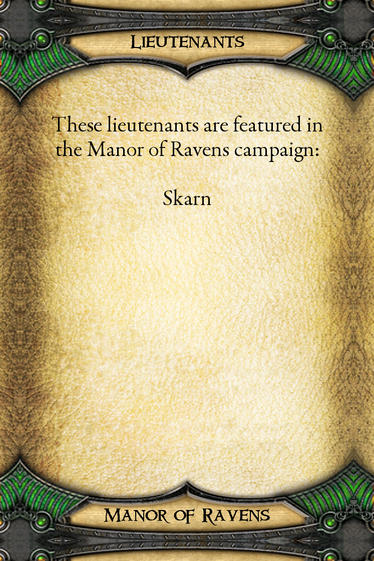 Lieutenants
These lieutenants are featured in
the Manor of Ravens campaign:
Skarn
Manor of Ravens